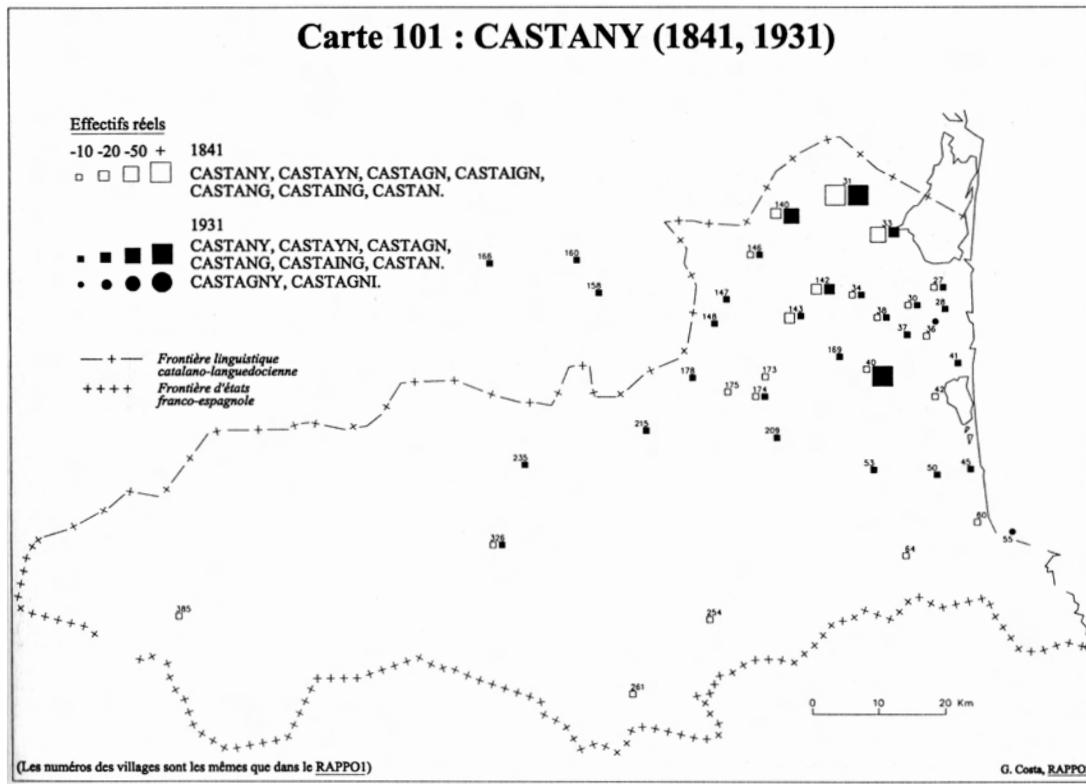 Carte 101 : CASTANY (1841, 1931)
Effectifs réels
-10 -20 -50 +
1841
CASTANY, CASTAYN, CASTAGN, CASTAIGN,
CASTANG, CASTAING, CASTAN.
1931
CASTANY, CASTAYN, CASTAGN,
CASTANG, CASTAING, CASTAN.
CASTAGNY, CASTAGNI.
Frontière linguistique
catalano-languedocienne
Frontière d'états
franco-espagnole
31
140
33
146
166
160
158
147
148
142
34
143
38
27
30
28
36
37
169
40
41
178
173
175
174
42
215
209
235
53
50
45
60
55
326
64
385
254
261
0 10 20 Km
(Les numéros des villages sont les mêmes que dans le RAPPO1)
G. Costa, RAPPO